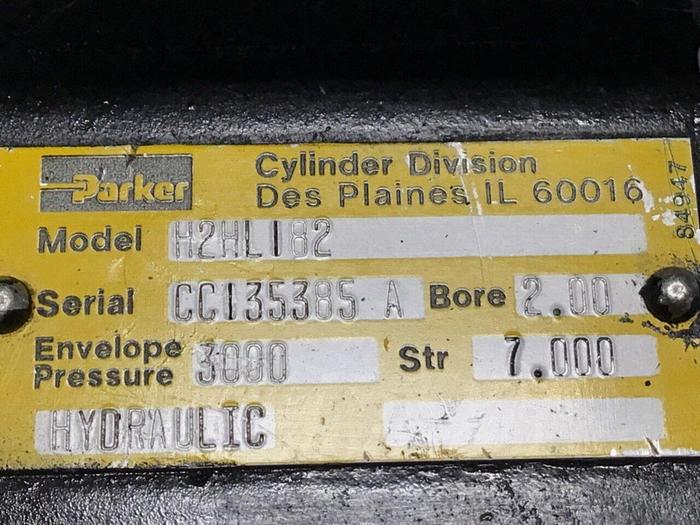 Parker
Cylinder Division
Des Plaines IL 60016
84947
Model H2HL182
Serial CC135385 A Bore 2.00
Envelope Pressure 3000 Str 7.000
HYDRAULIC